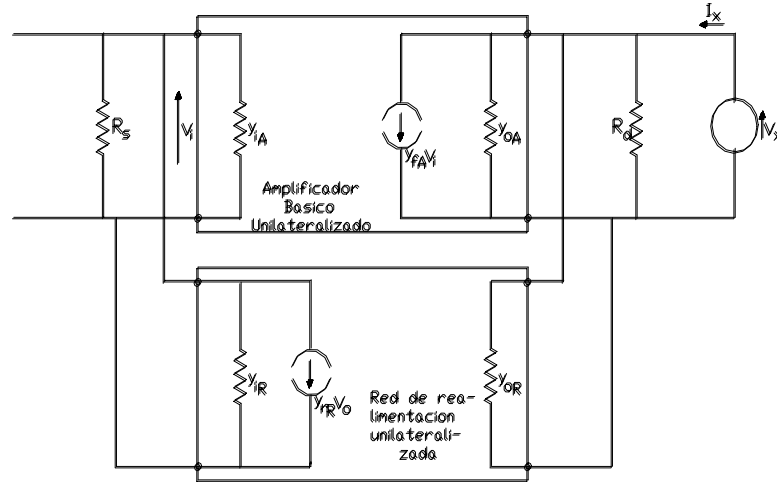 Ix
Rs
Vi
yiA
yfAVi
yoA
Rd
Amplificador
Basico
Unilateralizado
yiR
yrRVo
yoR
Red de rea-
limentacion
unilaterali-
zada